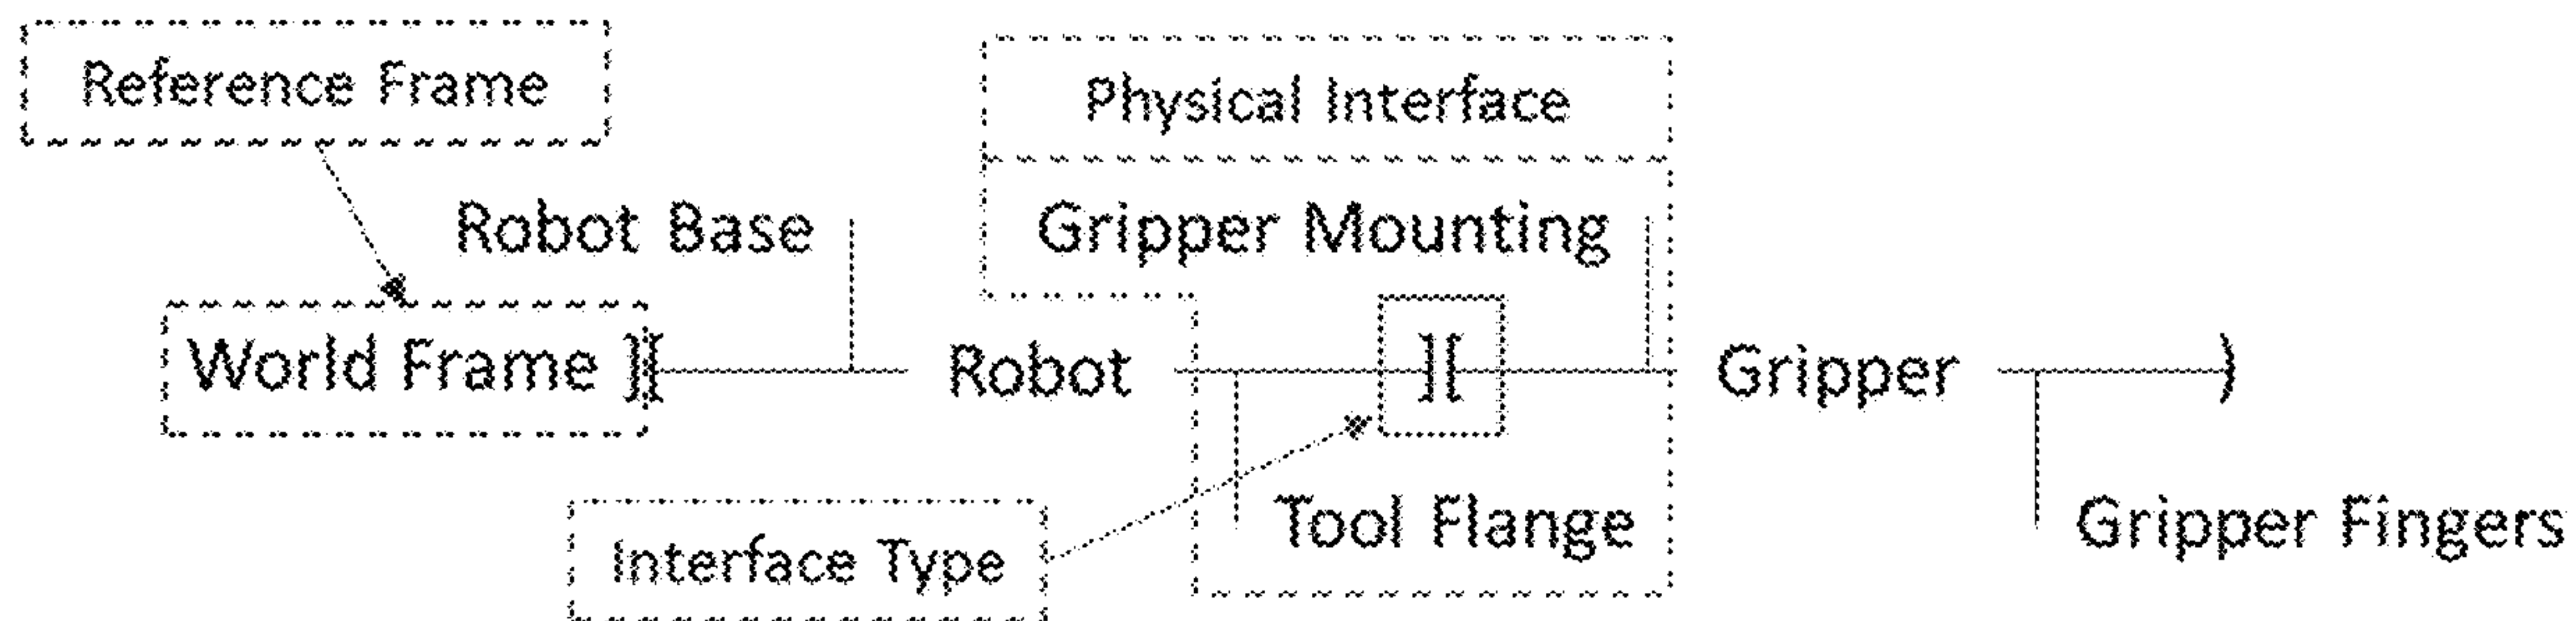 Reference Frame
Physical Interface
Robot Base
Gripper Mounting
World Frame ][
Robot
][
Gripper
)
Tool Flange
Gripper Fingers
Interface Type